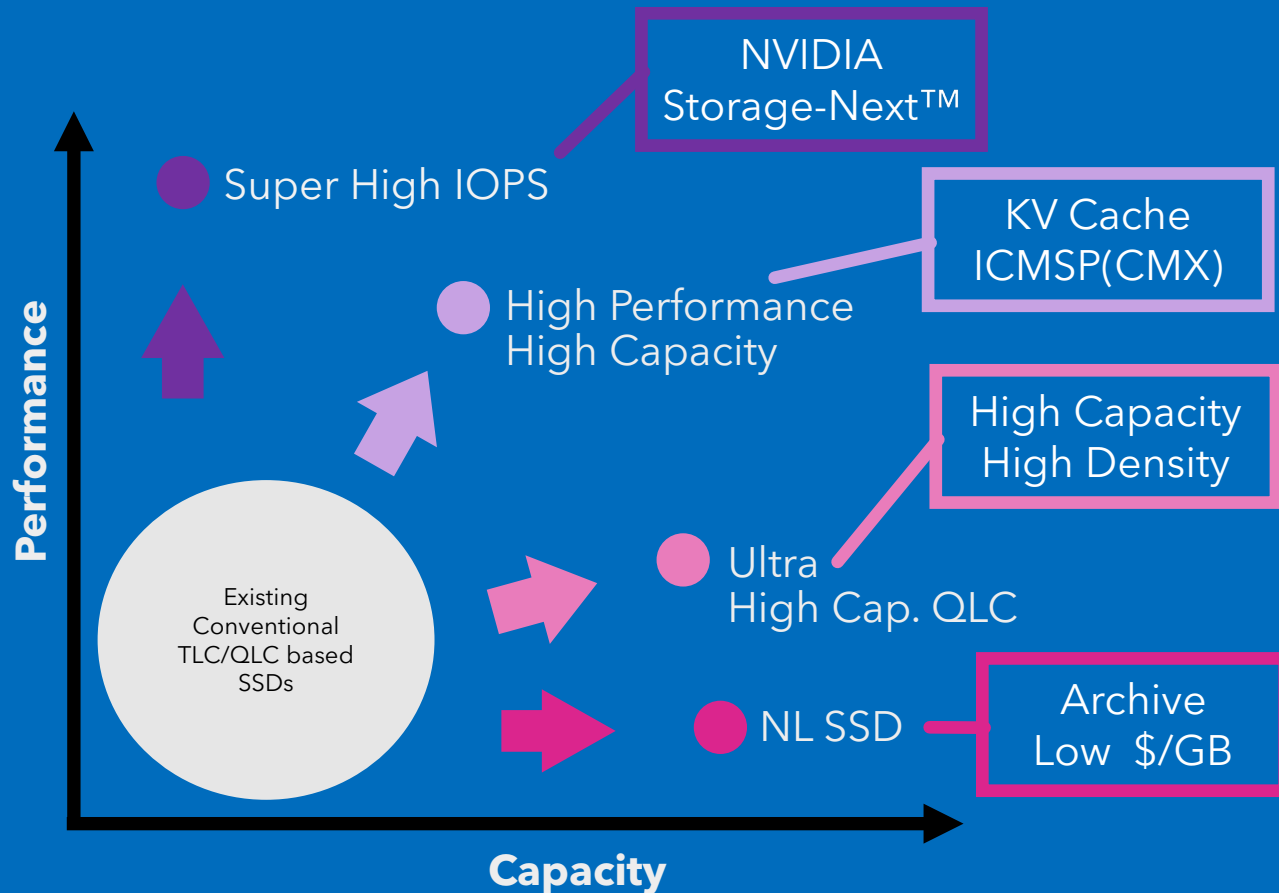 NVIDIA
Storage-Next™
Super High IOPS
KV Cache
ICMSP(CMX)
High Performance
High Capacity
High Capacity
High Density
Performance
Existing
Conventional
TLC/QLC based
SSDs
Ultra
High Cap. QLC
NL SSD
Archive
Low $/GB
Capacity